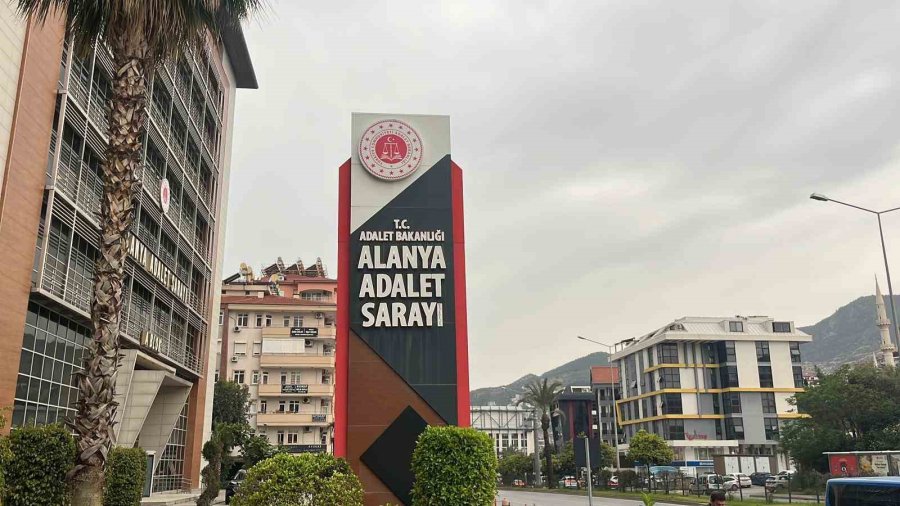 T.C.
ADALET BAKANLIĞI
ALANYA
ADALET
SARAYI